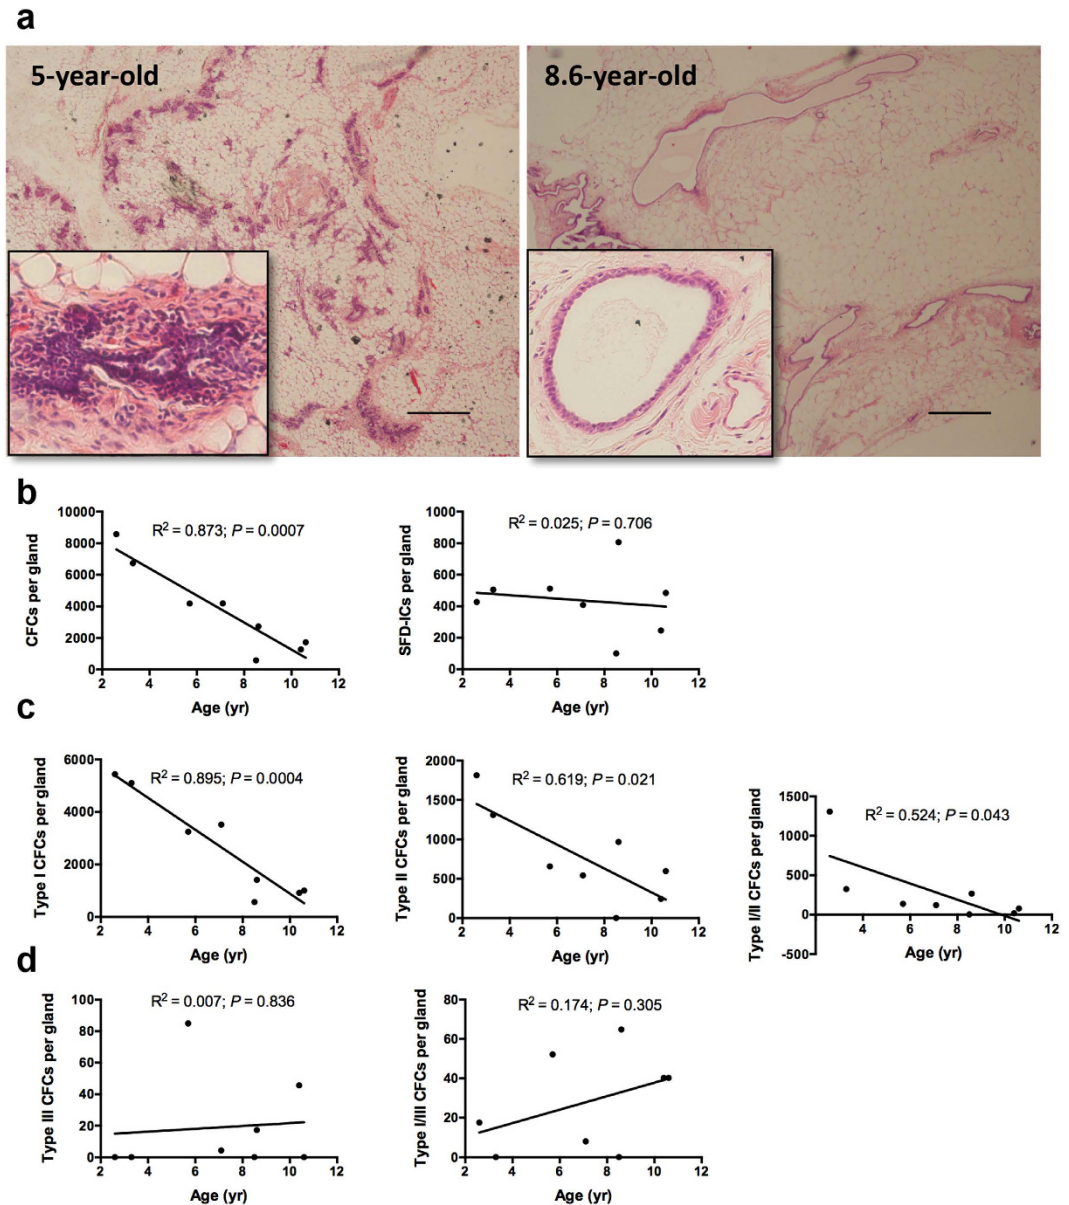 a
5-year-old
8.6-year-old
b
CFCs per gland
10000
8000
6000
4000
2000
0
R² = 0.873; P = 0.0007
2 4 6 8 10 12
Age (yr)
SFD-ICs per gland
1000
800
600
400
200
0
R² = 0.025; P = 0.706
2 4 6 8 10 12
Age (yr)
c
Type I CFCs per gland
6000
4000
2000
0
R² = 0.895; P = 0.0004
2 4 6 8 10 12
Age (yr)
Type II CFCs per gland
2000
1500
1000
500
0
R² = 0.619; P = 0.021
2 4 6 8 10 12
Age (yr)
Type I/II CFCs per gland
1500
1000
500
0
-500
R² = 0.524; P = 0.043
4 6 8 10 12
Age (yr)
d
Type III CFCs per gland
100
80
60
40
20
0
R² = 0.007; P = 0.836
2 4 6 8 10 12
Age (yr)
Type I/III CFCs per gland
80
60
40
20
0
R² = 0.174; P = 0.305
2 4 6 8 10 12
Age (yr)